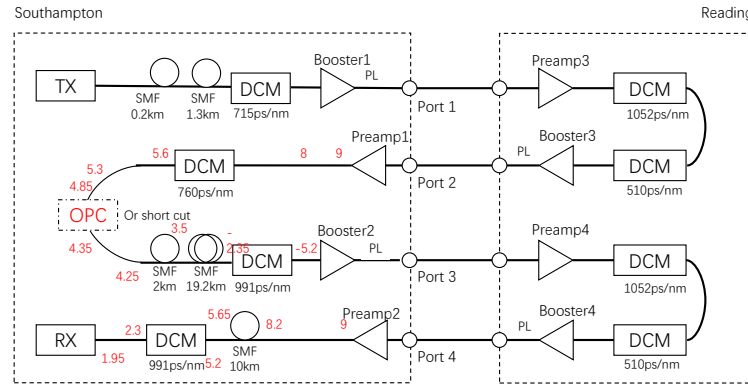 Southampton
Reading
TX
SMF
0.2km
SMF
1.3km
DCM
715ps/nm
Booster1
PL
Port 1
Preamp3
DCM
1052ps/nm
5.3
5.6
4.85
DCM
760ps/nm
8
9
Preamp1
Port 2
PL
Booster3
DCM
510ps/nm
OPC
Or short cut
4.35
4.25
3.5
SMF
2km
SMF
19.2km
2.35
DCM
991ps/nm
-5.2
Booster2
PL
Port 3
Preamp4
DCM
1052ps/nm
RX
1.95
2.3
DCM
991ps/nm
5.65
5.2
SMF
10km
8.2
9
Preamp2
Port 4
PL
Booster4
DCM
510ps/nm